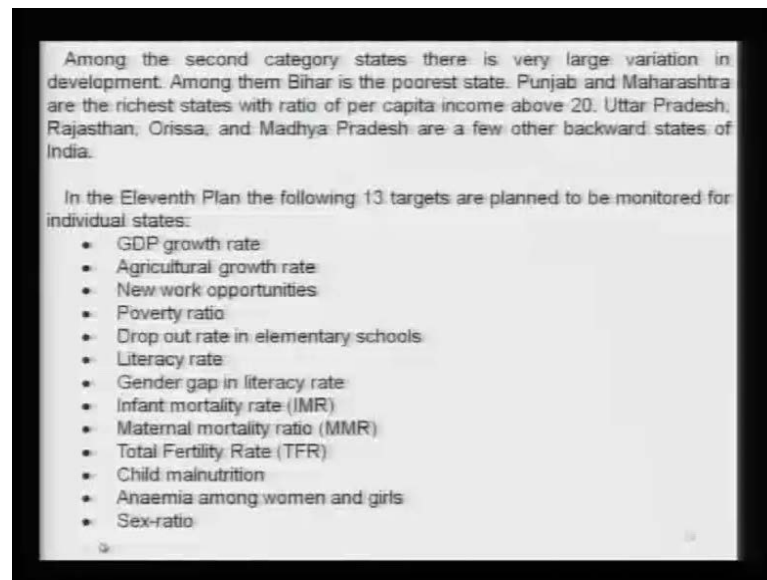 Among the second category states there is very large variation in
development. Among them Bihar is the poorest state. Punjab and Maharashtra
are the richest states with ratio of per capita income above 20. Uttar Pradesh,
Rajasthan, Orissa, and Madhya Pradesh are a few other backward states of
India.
In the Eleventh Plan the following 13 targets are planned to be monitored for
individual states:
• GDP growth rate
• Agricultural growth rate
• New work opportunities
• Poverty ratio
• Drop out rate in elementary schools
• Literacy rate
• Gender gap in literacy rate
• Infant mortality rate (IMR)
• Maternal mortality ratio (MMR)
• Total Fertility Rate (TFR)
• Child malnutrition
• Anaemia among women and girls
• Sex-ratio